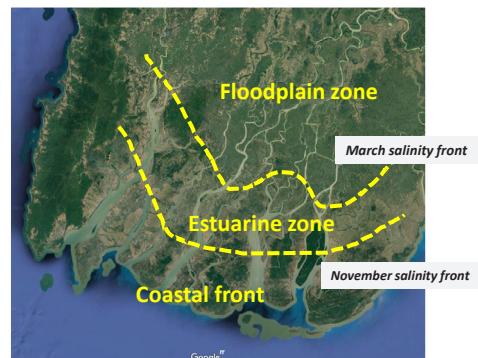 Floodplain zone
March salinity front
Estuarine zone
November salinity front
Coastal front
Google